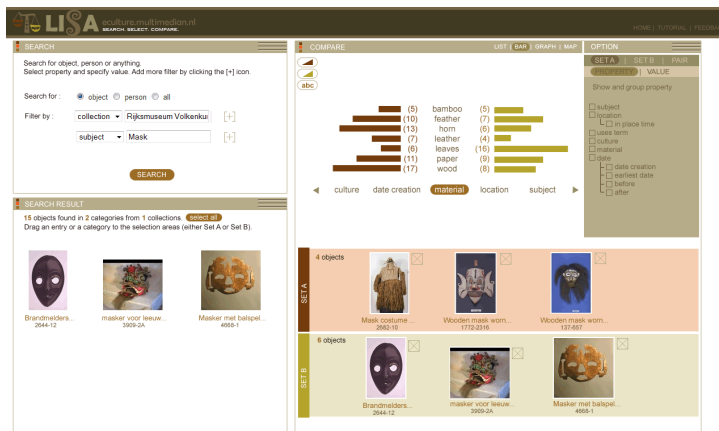 LISA eculture.multimedian.nl
SEARCH. SELECT. COMPARE.
HOME | TUTORIAL | FEEDBA
SEARCH
Search for object, person or anything.
Select property and specify value. Add more filter by clicking the [+] icon.
Search for : object person all
Filter by : collection Rijksmuseum Volkenkui [+]
subject Mask [+]
SEARCH
SEARCH RESULT
15 objects found in 2 categories from 1 collections. select all
Drag an entry or a category to the selection areas (either Set A or Set B).
Brandmelders... masker voor leeuw... Masker met balspel...
2644-12 3909-2A 4668-1
COMPARE LIST | BAR | GRAPH | MAP
abc
(5) bamboo (5)
(10) feather (7)
(13) horn (6)
(7) leather (4)
(6) leaves (16)
(11) paper (9)
(17) wood (8)
culture date creation material location subject
OPTION
SET A | SET B | PAIR
PROPERTY | VALUE
Show and group property
subject
location
in place time
uses term
culture
material
date
date creation
earliest date
before
after
SET A
4 objects
Mask costume ... Wooden mask worn... Wooden mask worn...
2682-10 1772-2316 137-657
SET B
6 objects
Brandmelders... masker voor leeuw... Masker met balspel...
2644-12 3909-2A 4668-1